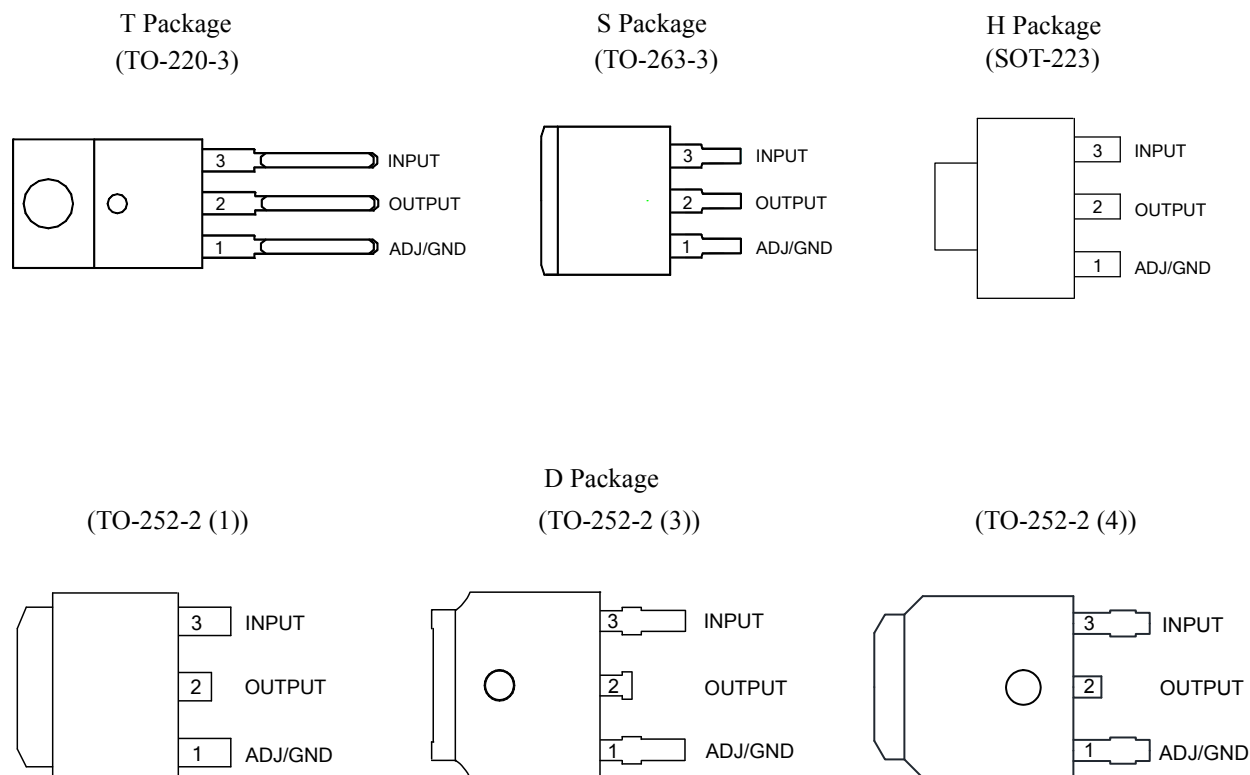 T Package
(TO-220-3)
S Package
(TO-263-3)
H Package
(SOT-223)
3 INPUT
2 OUTPUT
1 ADJ/GND
3 INPUT
2 OUTPUT
1 ADJ/GND
3 INPUT
2 OUTPUT
1 ADJ/GND
D Package
(TO-252-2 (1))
(TO-252-2 (3))
(TO-252-2 (4))
3 INPUT
2 OUTPUT
1 ADJ/GND
3 INPUT
2 OUTPUT
1 ADJ/GND
3 INPUT
2 OUTPUT
1 ADJ/GND